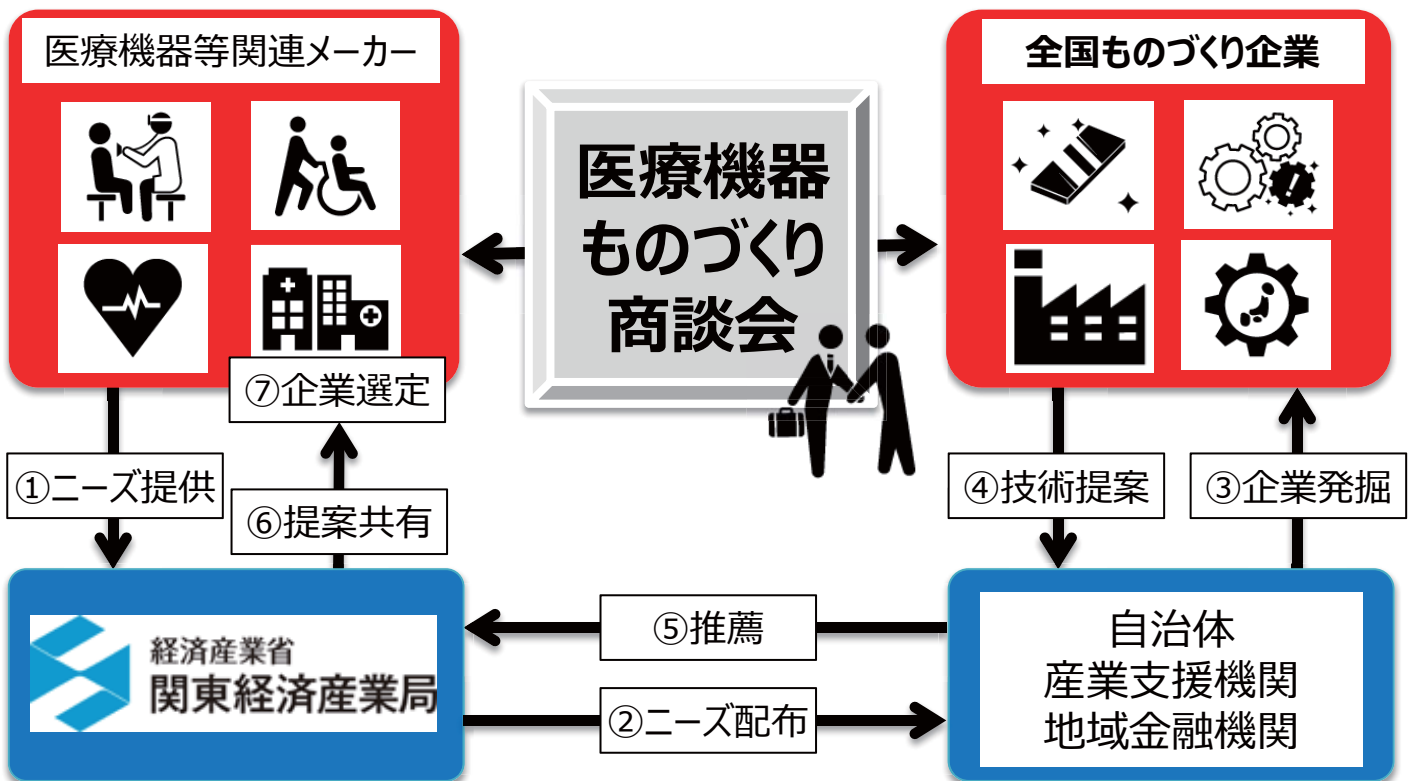 医療機器等関連メーカー
全国ものづくり企業
医療機器
ものづくり
商談会
⑦企業選定
①ニーズ提供
⑥提案共有
④技術提案
③企業発掘
経済産業省
関東経済産業局
⑤推薦
②ニーズ配布
自治体
産業支援機関
地域金融機関